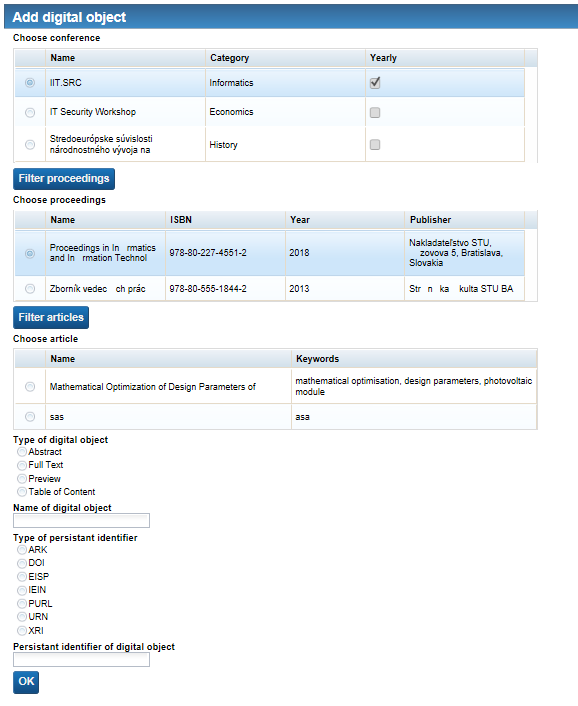 Add digital object
Choose conference
Name Category Yearly
IIT.SRC Informatics
IT Security Workshop Economics
Stredoeurópske súvislosti
národnostného vývoja na
History
Filter proceedings
Choose proceedings
Name ISBN Year Publisher
Proceedings in In rmatics
and In rmation Technol
978-80-227-4551-2 2018
Nakladateľstvo STU,
zovova 5, Bratislava,
Slovakia
Zborník vedec ch prác 978-80-555-1844-2 2013 Str n ka kulta STU BA
Filter articles
Choose article
Name Keywords
Mathematical Optimization of Design Parameters of
mathematical optimisation, design parameters, photovoltaic
module
sas asa
Type of digital object
Abstract
Full Text
Preview
Table of Content
Name of digital object
Type of persistant identifier
ARK
DOI
EISP
IEIN
PURL
URN
XRI
Persistant identifier of digital object
OK